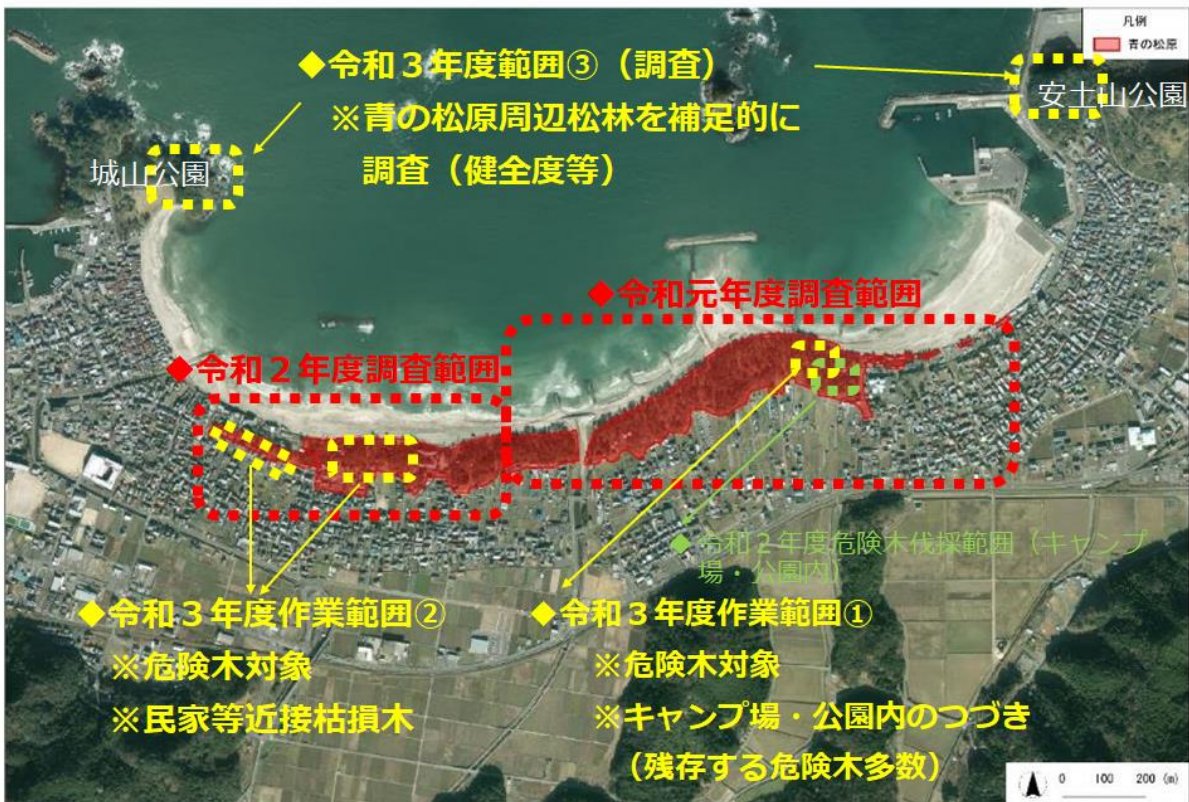 凡例
青の松原
◆令和3年度範囲③（調査）
※青の松原周辺松林を補足的に
調査（健全度等）
安土山公園
城山公園
◆令和元年度調査範囲
◆令和２年度調査範囲
◆令和２年度危険木伐採範囲（キャンプ
場・公園内）
◆令和３年度作業範囲②
※危険木対象
※民家等近接枯損木
◆令和３年度作業範囲①
※危険木対象
※キャンプ場・公園内のつづき
（残存する危険木多数）
0 100 200 (m)